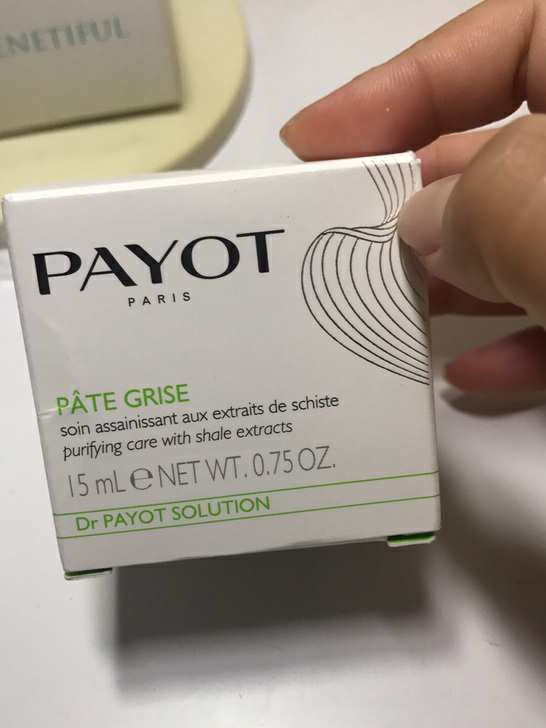 ENETIFUL
PAYOT
PARIS
PÂTE GRISE
soin assainissant aux extraits de schiste
purifying care with shale extracts
15 mL e NET WT. 0.75 OZ.
Dr PAYOT SOLUTION